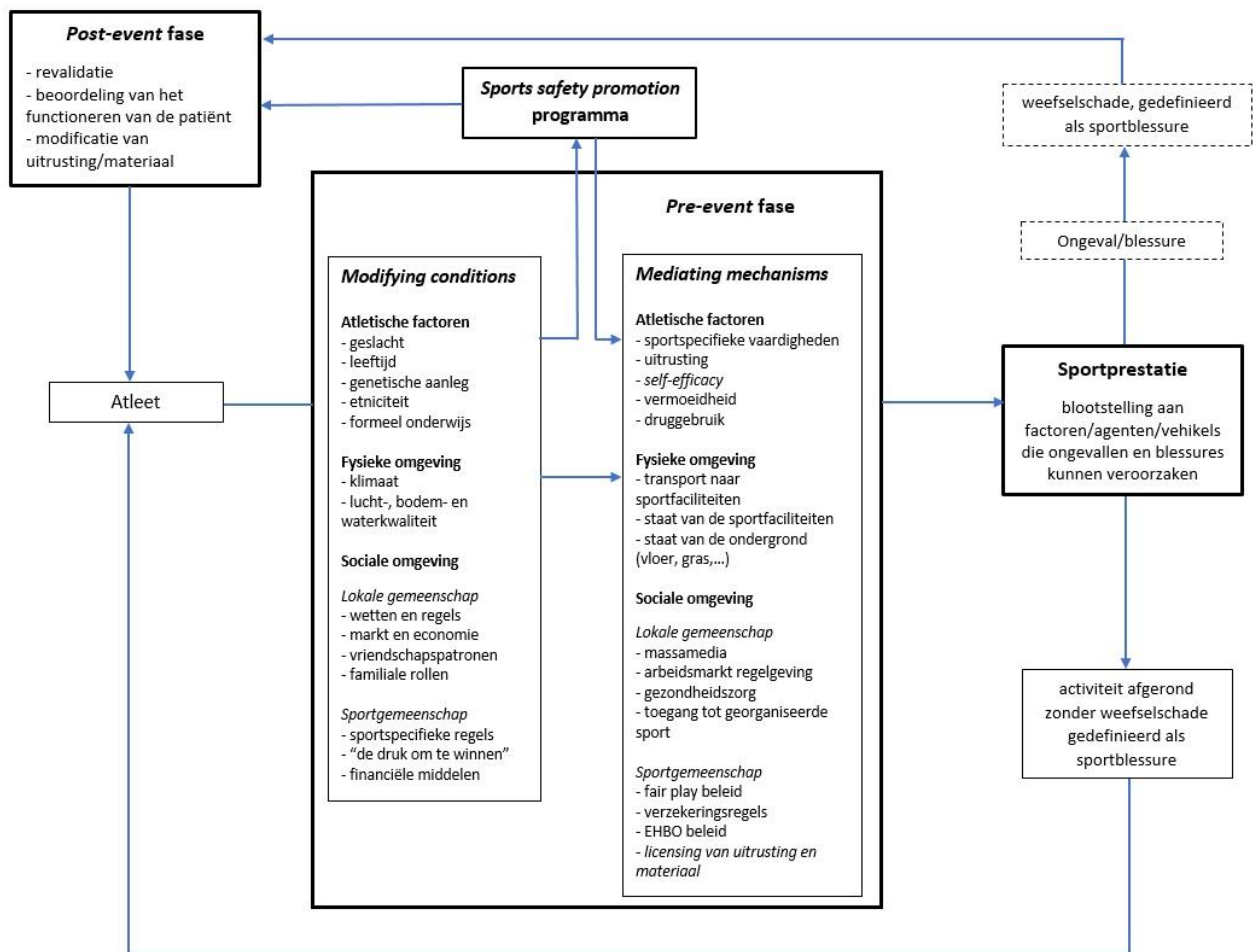 Post-event fase
- revalidatie
- beoordeling van het
functioneren van de patiënt
- modificatie van
uitrusting/materiaal
Sports safety promotion
programma
weefselschade, gedefinieerd
als sportblessure
Ongeval/blessure
Pre-event fase
Modifying conditions
Atletische factoren
- geslacht
- leeftijd
- genetische aanleg
- etniciteit
- formeel onderwijs
Fysieke omgeving
- klimaat
- lucht-, bodem- en
waterkwaliteit
Sociale omgeving
Lokale gemeenschap
- wetten en regels
- markt en economie
- vriendschapspatronen
- familiale rollen
Sportgemeenschap
- sportspecifieke regels
- “de druk om te winnen”
- financiële middelen
Mediating mechanisms
Atletische factoren
- sportspecifieke vaardigheden
- uitrusting
- self-efficacy
- vermoeidheid
- druggebruik
Fysieke omgeving
- transport naar
sportfaciliteiten
- staat van de sportfaciliteiten
- staat van de ondergrond
(vloer, gras,...)
Sociale omgeving
Lokale gemeenschap
- massamedia
- arbeidsmarkt regelgeving
- gezondheidszorg
- toegang tot georganiseerde
sport
Sportgemeenschap
- fair play beleid
- verzekeringsregels
- EHBO beleid
- licensing van uitrusting en
materiaal
Atleet
Sportprestatie
blootstelling aan
factoren/agenten/vehikels
die ongevallen en blessures
kunnen veroorzaken
activiteit afgerond
zonder weefselschade
gedefinieerd als
sportblessure